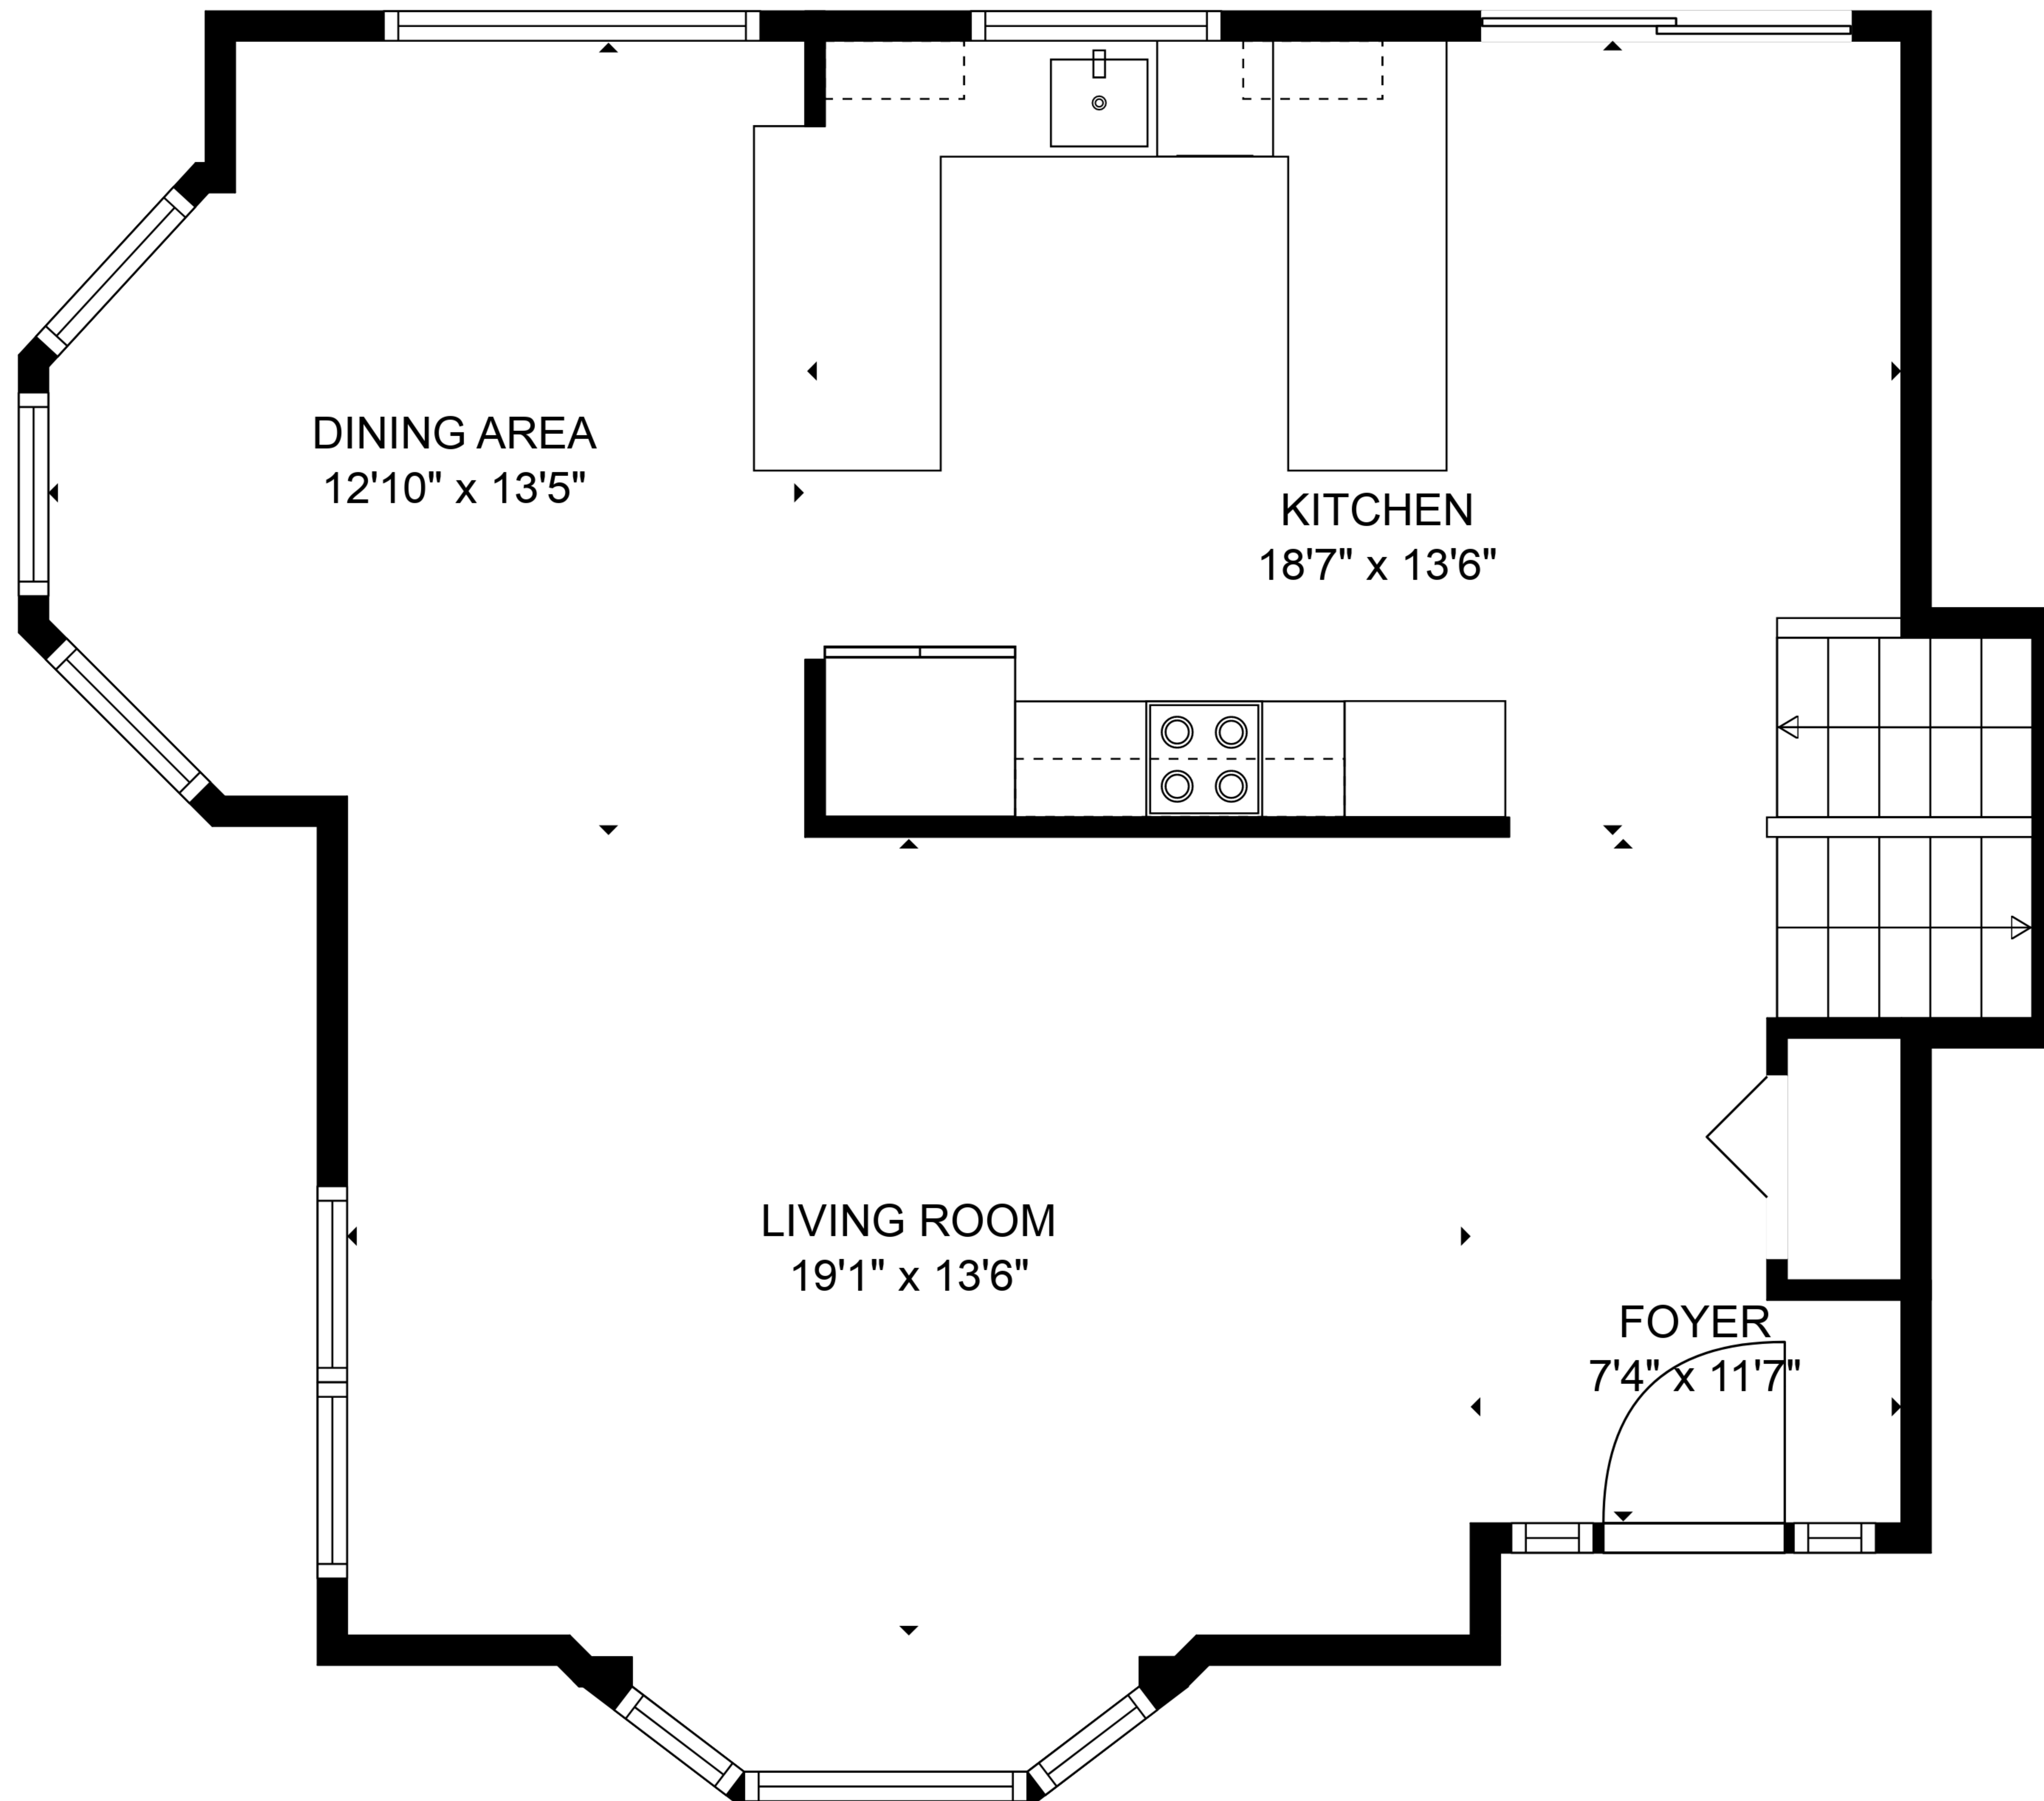 DINING AREA
12'10" x 13'5"
KITCHEN
18'7" x 13'6"
LIVING ROOM
19'1" x 13'6"
FOYER
7'4" x 11'7"